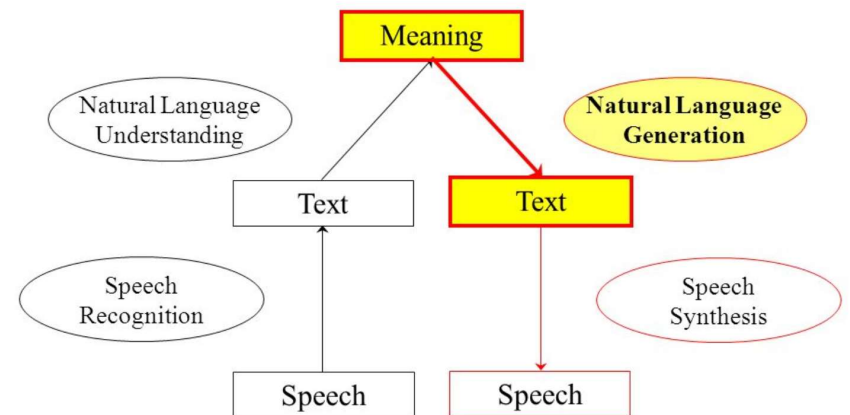 Meaning
Natural Language
Understanding
Natural Language
Generation
Text
Text
Speech
Recognition
Speech
Synthesis
Speech
Speech